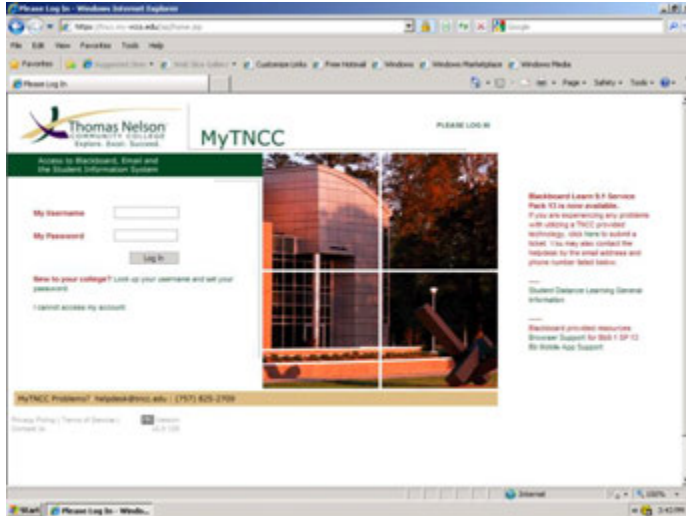 Please Log In - Windows Internet Explorer
Google
File Edit View Favorites Tools Help
Favorites Customize Links Free Hotmail Windows Windows Marketplace Windows Media
Please Log In
Page Safety Tools
Thomas Nelson
COMMUNITY COLLEGE
Explore. Excel. Succeed.
MyTNCC
PLEASE LOG IN
Access to Blackboard, Email and
the Student Information System
My Username
My Password
Log In
New to your college? Look up your username and set your
password
I cannot access my account
Blackboard Learn 9.1 Service
Pack 13 is now available.
If you are experiencing any problems
with utilizing a TNCC provided
technology, click here to submit a
ticket. You may also contact the
helpdesk by the email address and
phone number listed below.
Student Distance Learning General
Information
Blackboard provided resources
Browser Support for Bb9.1 SP 13
Bb Mobile App Support
MyTNCC Problems? helpdesk@tncc.edu : (757) 825-2709
Privacy Policy | Terms of Service |
Contact Us
Internet
100%
Start Please Log In - Windo...
3:43 PM